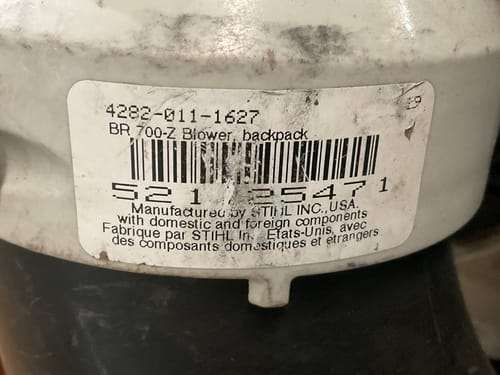 4282-011-1627
BR 700-Z Blower, backpack
521 25471
Manufactured by STIHL INC. USA.
with domestic and foreign components
Fabrique par STIHL In. Etats-Unis, avec
des composants domestiques et etrangers